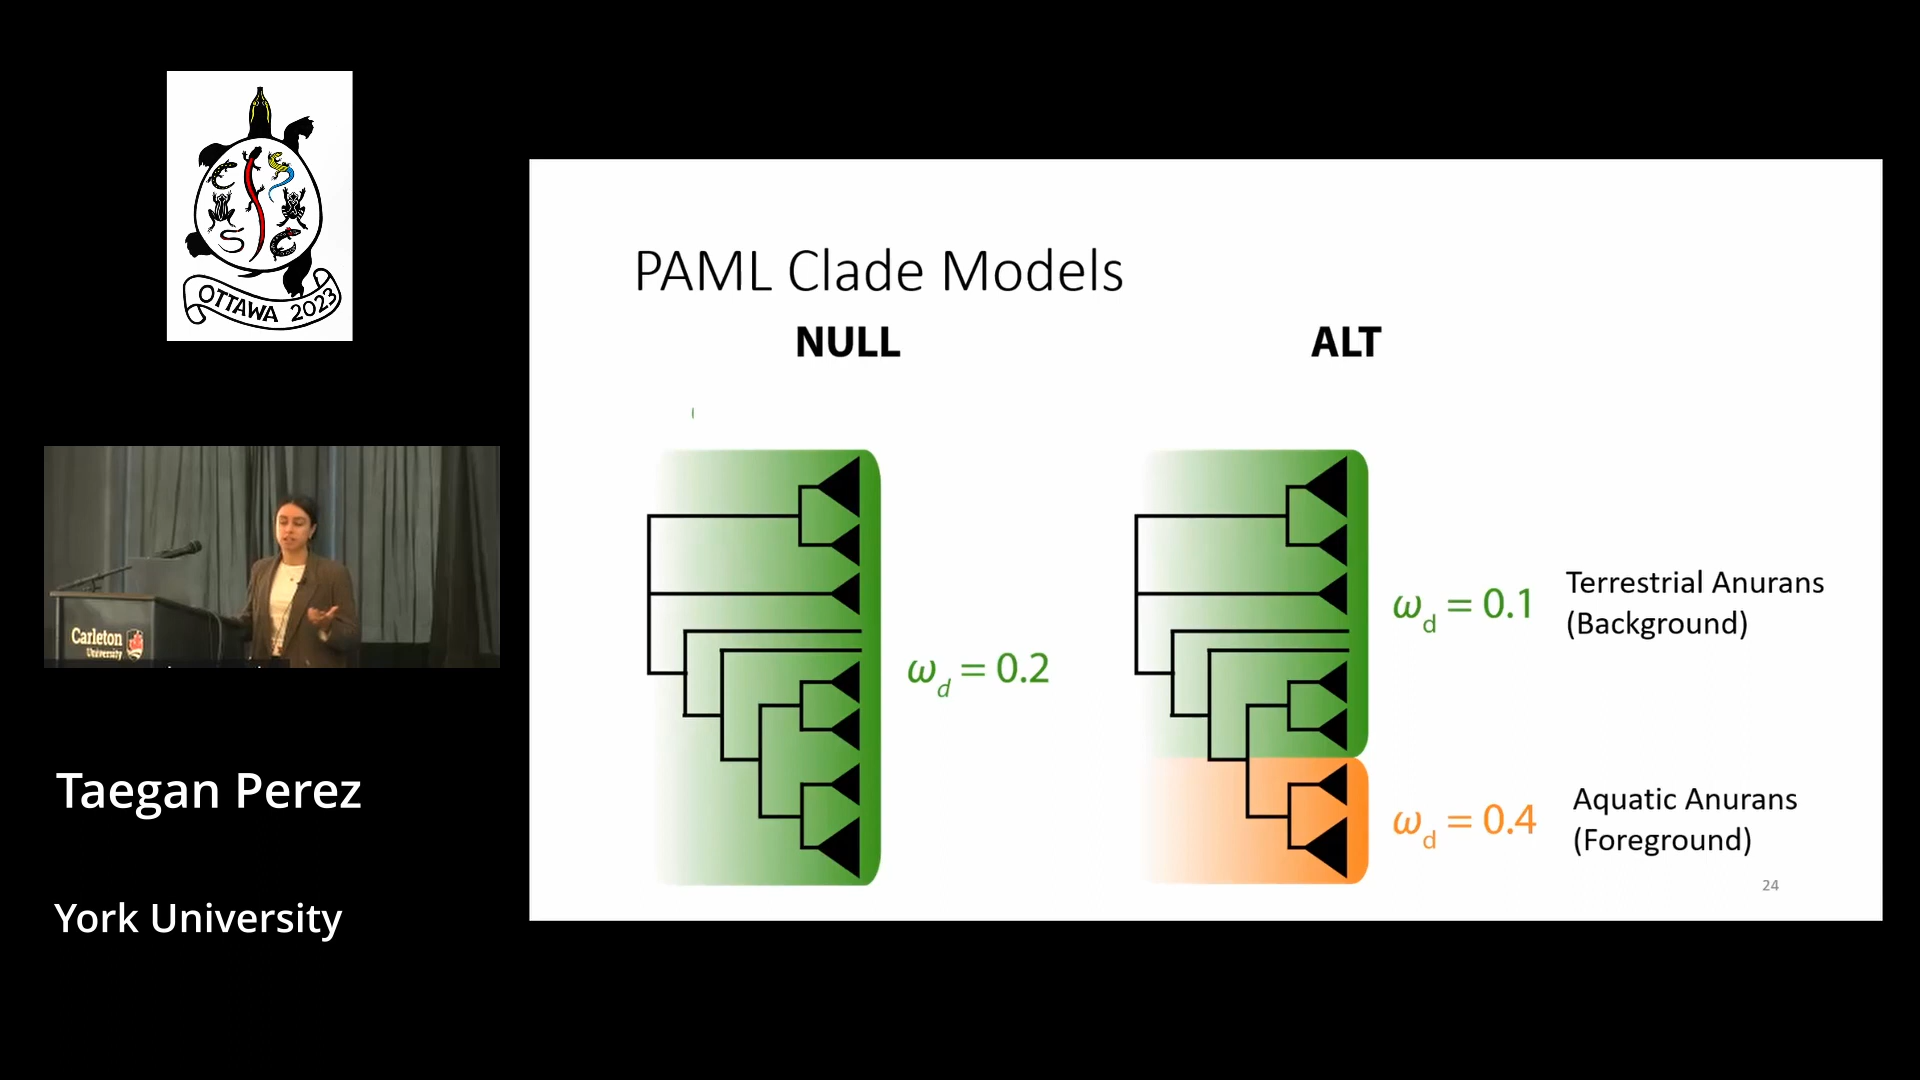 OTTAWA 2023
Carleton
University
Taegan Perez
York University
PAML Clade Models
NULL
ALT
ωd = 0.2
ωd = 0.1
Terrestrial Anurans
(Background)
ωd = 0.4
Aquatic Anurans
(Foreground)
24